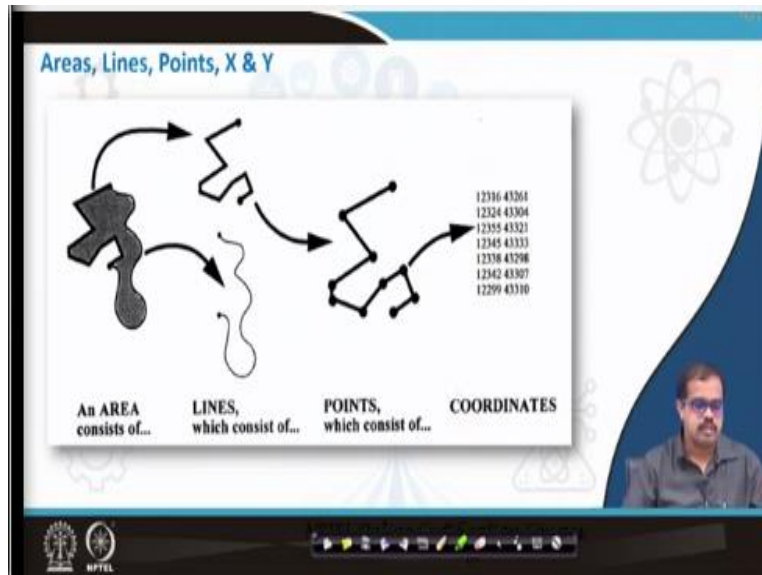 Areas, Lines, Points, X & Y
12316 43261
12324 43304
12355 43321
12345 43333
12338 43298
12342 43307
12299 43310
An AREA
consists of...
LINES,
which consist of...
POINTS,
which consist of...
COORDINATES
NPTEL